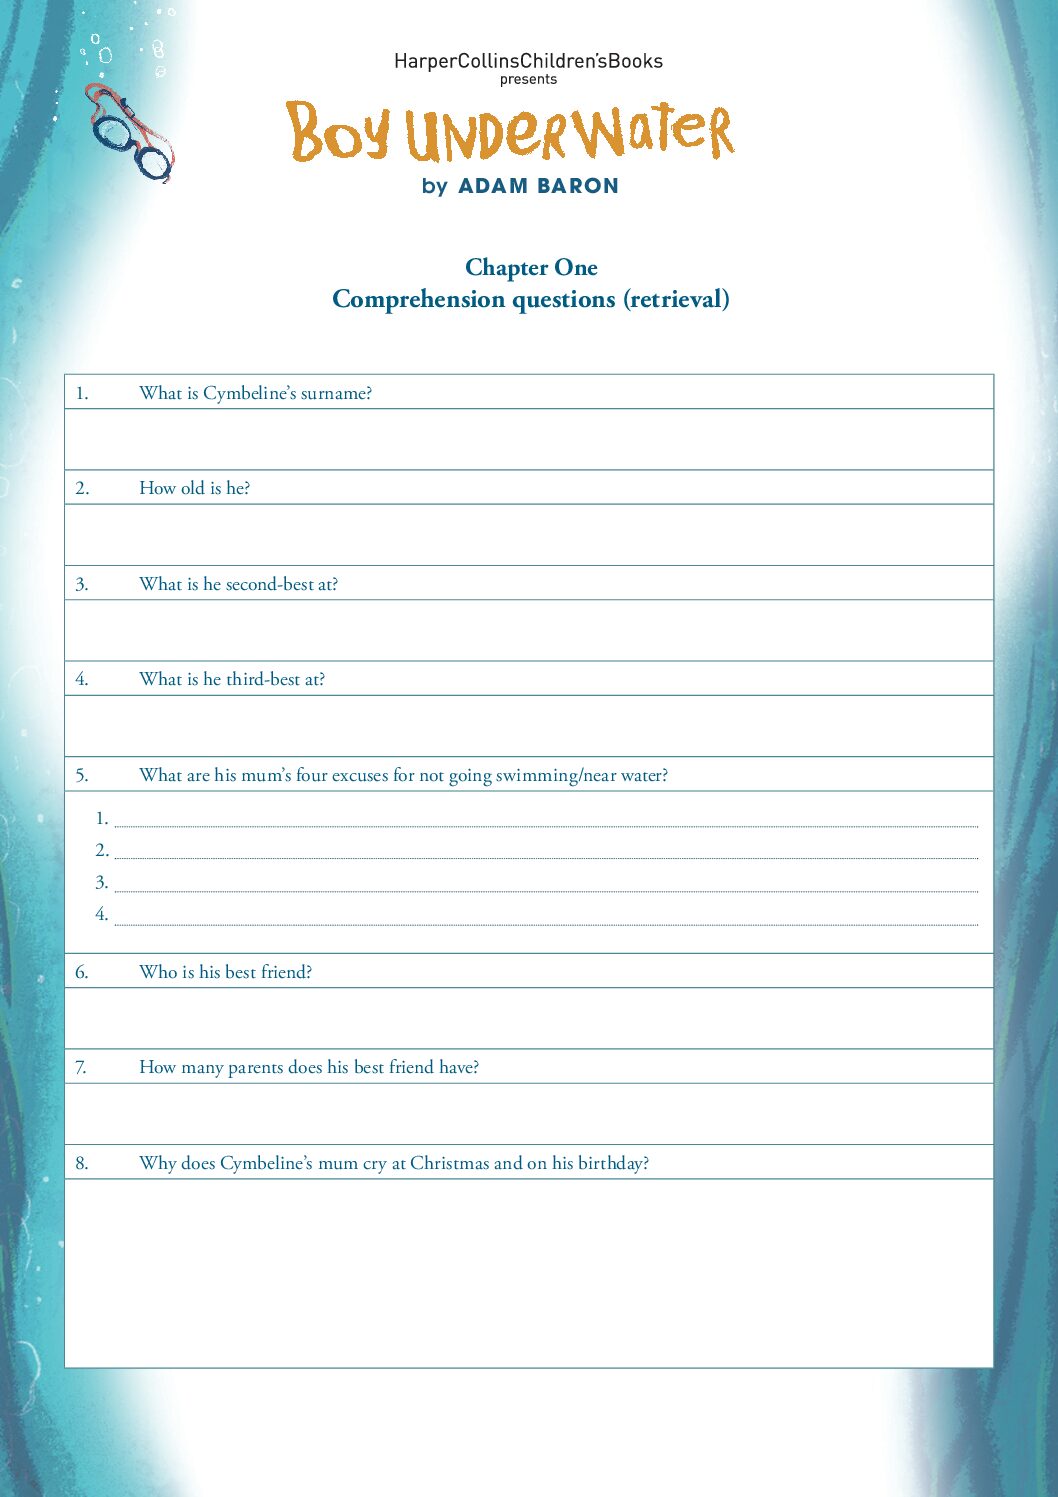 HarperCollinsChildren'sBooks
presents
BOY UNDERWATER
by ADAM BARON
Chapter One
Comprehension questions (retrieval)
1. What is Cymbeline's surname?
2. How old is he?
3. What is he second-best at?
4. What is he third-best at?
5. What are his mum's four excuses for not going swimming/near water?
1.
2.
3.
4.
6. Who is his best friend?
7. How many parents does his best friend have?
8. Why does Cymbeline's mum cry at Christmas and on his birthday?